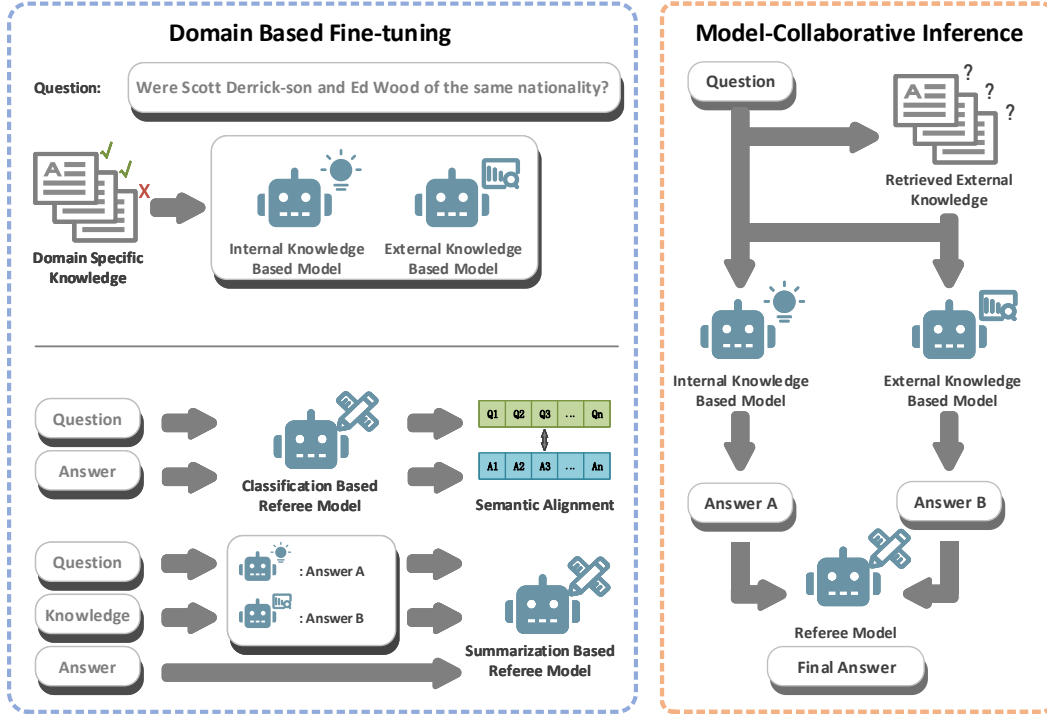 Domain Based Fine-tuning
Question:
Were Scott Derrick-son and Ed Wood of the same nationality?
A
X
Domain Specific
Knowledge
Internal Knowledge
Based Model
External Knowledge
Based Model
Question
Answer
Classification Based
Referee Model
Q1 Q2 Q3 ... Qn
A1 A2 A3 ... An
Semantic Alignment
Question
Knowledge
Answer
: Answer A
: Answer B
Summarization Based
Referee Model
Model-Collaborative Inference
Question
A
?
?
?
Retrieved External
Knowledge
Internal Knowledge
Based Model
External Knowledge
Based Model
Answer A
Answer B
Referee Model
Final Answer